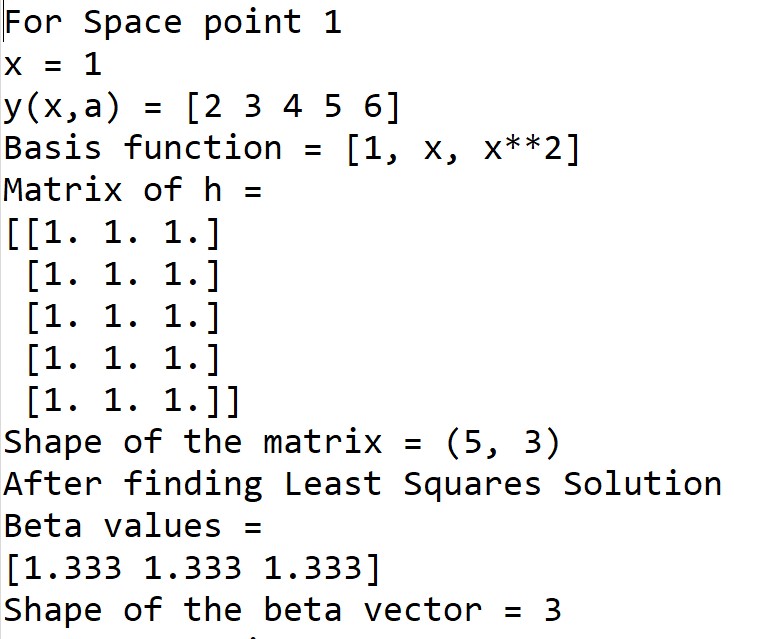 For Space point 1
x = 1
y(x,a) = [2 3 4 5 6]
Basis function = [1, x, x**2]
Matrix of h =
[[1. 1. 1.]
 [1. 1. 1.]
 [1. 1. 1.]
 [1. 1. 1.]
 [1. 1. 1.]]
Shape of the matrix = (5, 3)
After finding Least Squares Solution
Beta values =
[1.333 1.333 1.333]
Shape of the beta vector = 3